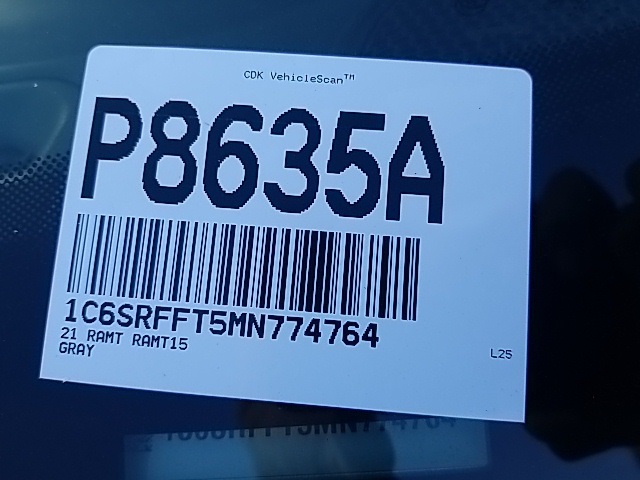 CDK VehicleScan™
P8635A
1C6SRFFT5MN774764
21 RAMT RAMT15
GRAY
L25